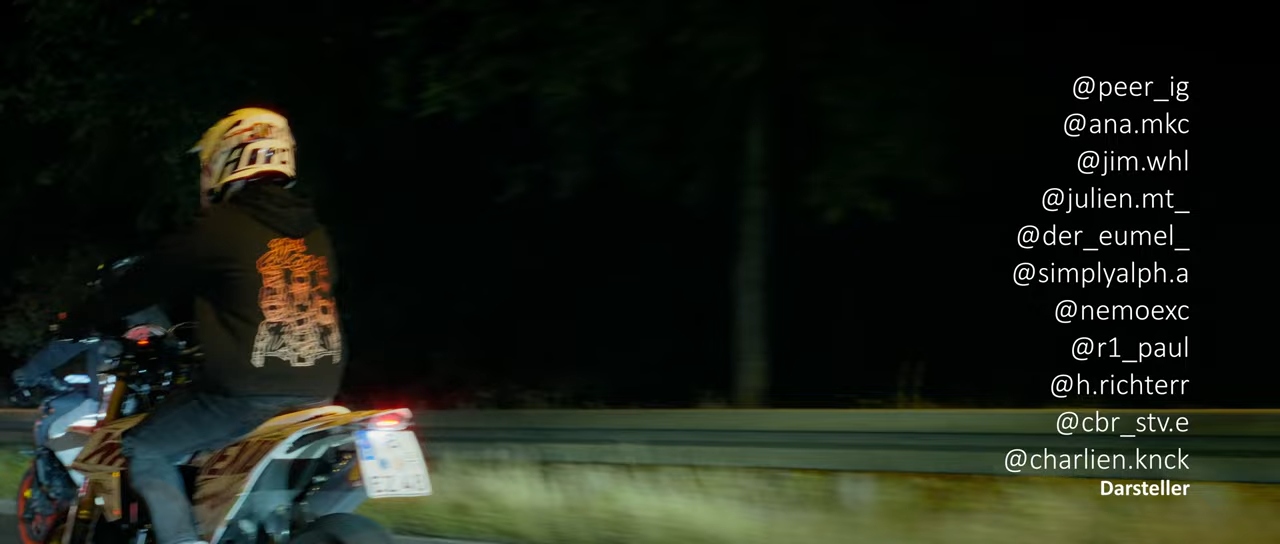 @peer_ig
@ana.mkc
@jim.whl
@julien.mt_
@der_eumel_
@simplyalph.a
@nemoexc
@r1_paul
@h.richterr
@cbr_stv.e
@charlien.knck
Darsteller